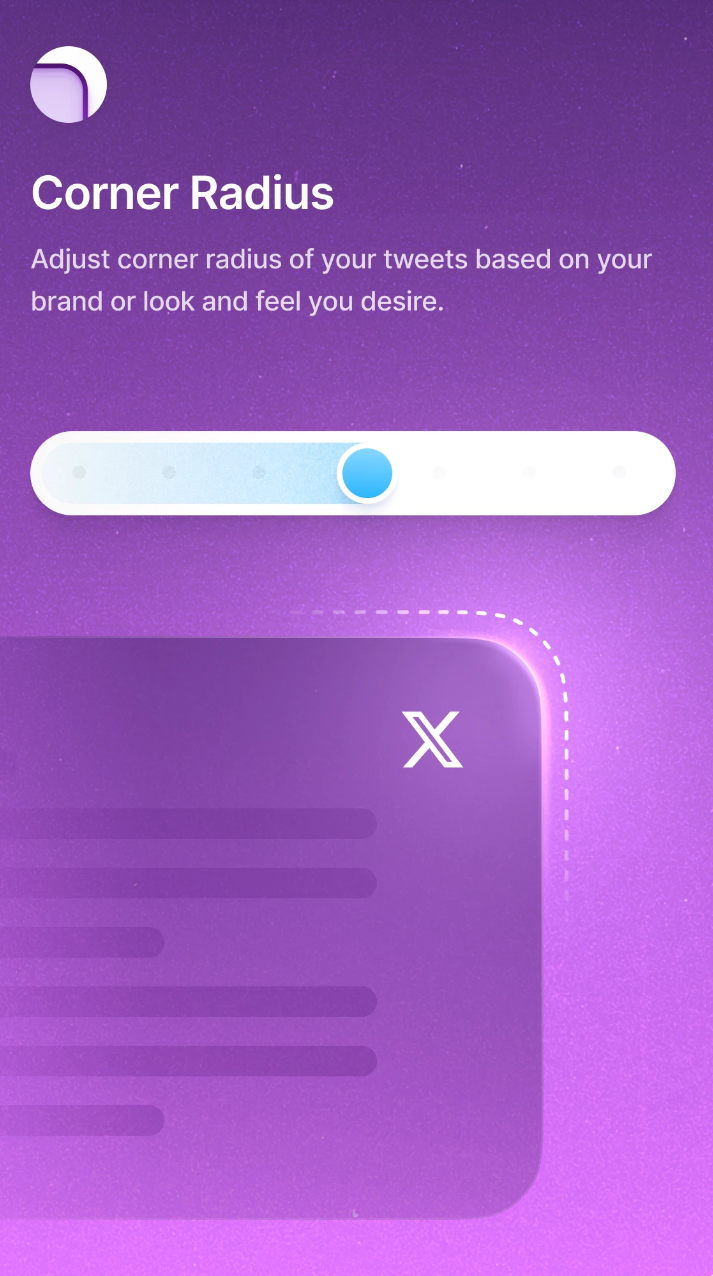 Corner Radius
Adjust corner radius of your tweets based on your
brand or look and feel you desire.